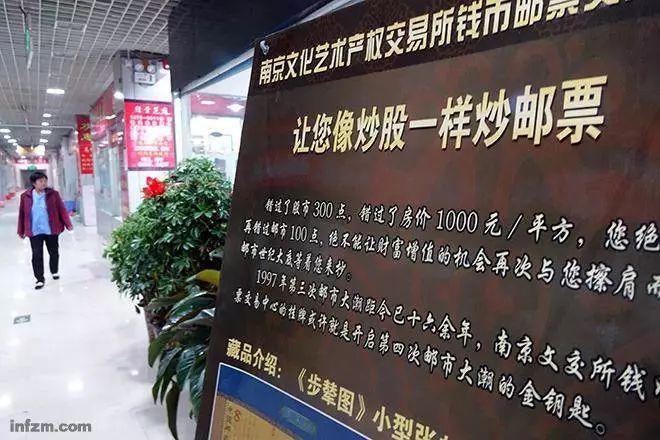 南京文化艺术产权交易所钱币邮票交
让您像炒股一样炒邮票
错过了股市300点，错过了房价1000元/平方，您绝
再错过邮市100点，绝不能让财富增值的机会再次与您擦肩而
邮市世纪大底等着您来抄。
1997年第三次邮市大潮距今已十六余年，南京文交所钱
票交易中心的挂牌或许就是开启第四次邮市大潮的金钥匙。
藏品介绍：《步辇图》小型张
infzm.com